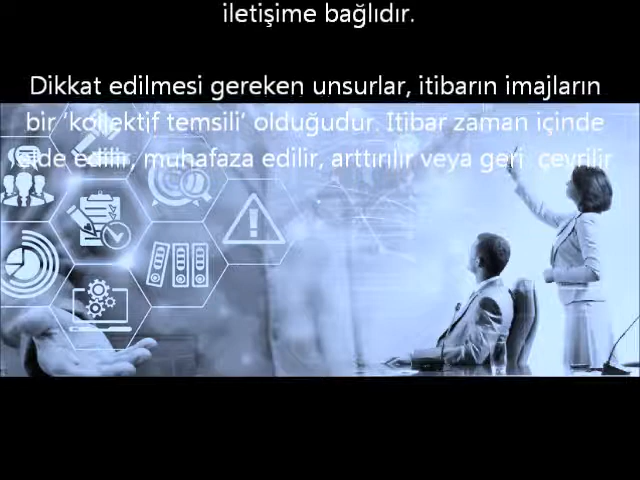 iletişime bağlıdır.
Dikkat edilmesi gereken unsurlar, itibarın imajların
bir ‘kollektif temsili’ olduğudur. İtibar zaman içinde
elde edilir, muhafaza edilir, arttırılır veya geri çevrilir